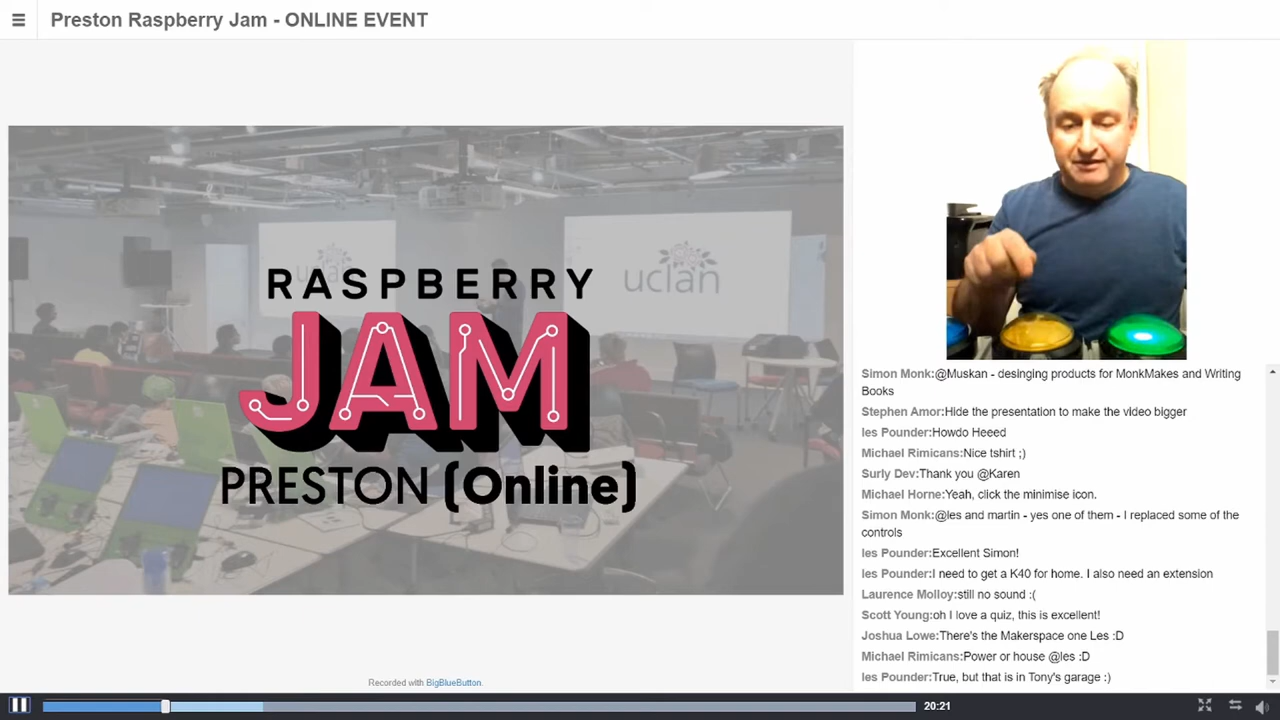 Preston Raspberry Jam - ONLINE EVENT
uclan
uclan
RASPBERRY
JAM
PRESTON (Online)
Simon Monk:@Muskan - desinging products for MonkMakes and Writing
Books
Stephen Amor:Hide the presentation to make the video bigger
les Pounder:Howdo Heeed
Michael Rimicans:Nice tshirt ;)
Surly Dev:Thank you @Karen
Michael Horne:Yeah, click the minimise icon.
Simon Monk:@les and martin - yes one of them - I replaced some of the
controls
les Pounder:Excellent Simon!
les Pounder:I need to get a K40 for home. I also need an extension
Laurence Molloy:still no sound :(
Scott Young:oh I love a quiz, this is excellent!
Joshua Lowe:There's the Makerspace one Les :D
Michael Rimicans:Power or house @les :D
les Pounder:True, but that is in Tony's garage :)
Recorded with BigBlueButton.
20:21